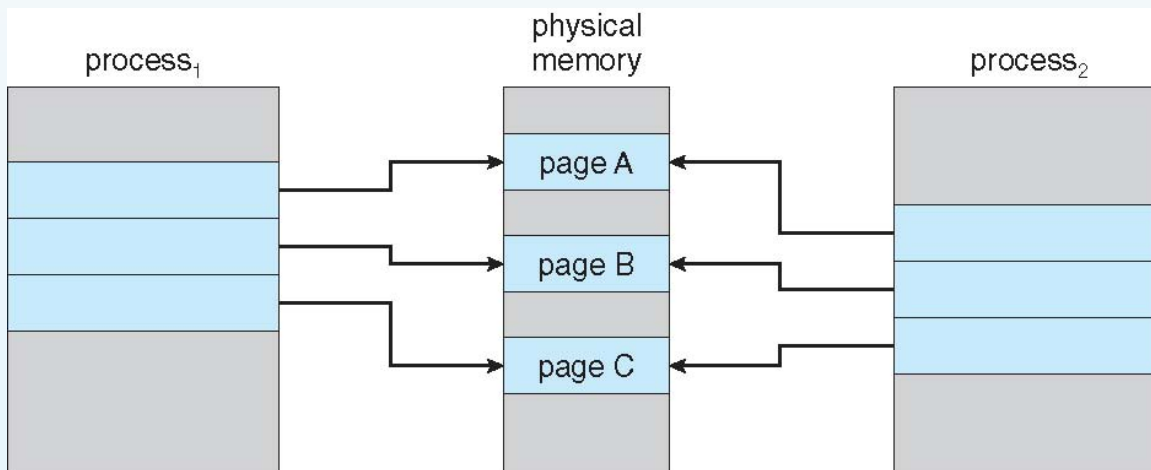 process₁
physical
memory
process₂
page A
page B
page C